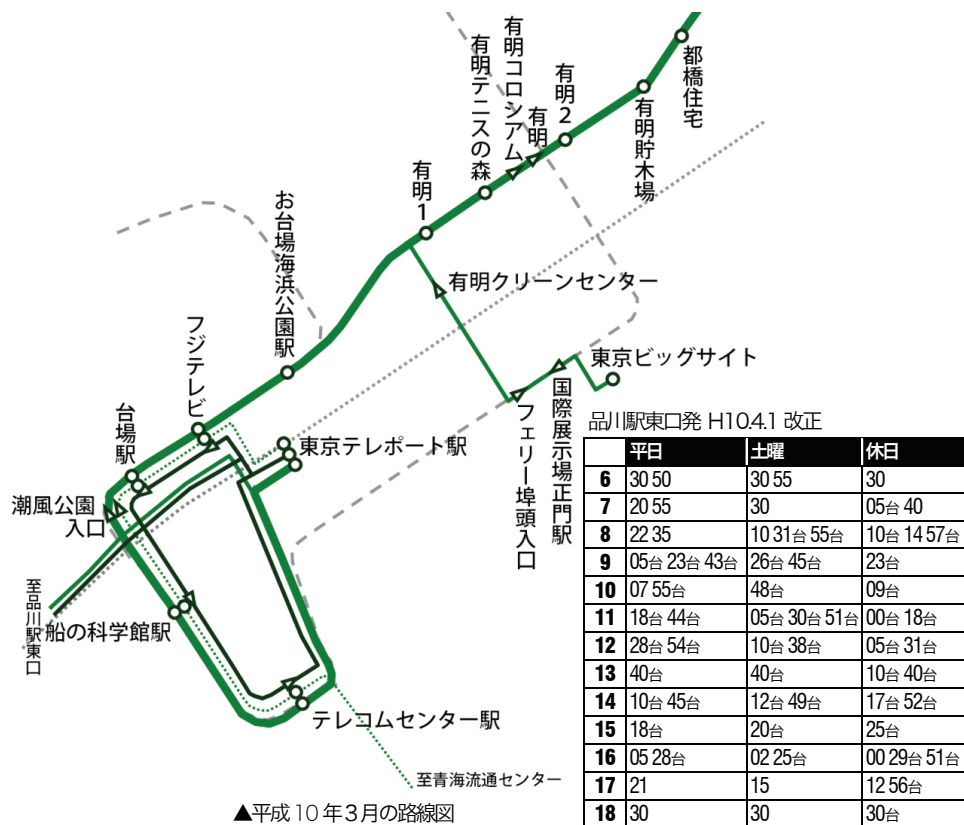 都橋住宅
有明貯木場
有明2
有明
有明コロシアム
有明テニスの森
有明1
お台場海浜公園駅
有明クリーンセンター
東京ビッグサイト
国際展示場正門駅
フェリー埠頭入口
フジテレビ
東京テレポート駅
台場駅
潮風公園
入口
至品川駅東口
船の科学館駅
テレコムセンター駅
至青海流通センター
▲平成10年3月の路線図
品川駅東口発 H10.4.1 改正
平日 土曜 休日
6 30 50 30 55 30
7 20 55 30 05台 40
8 22 35 10 31台 55台 10台 14 57台
9 05台 23台 43台 26台 45台 23台
10 07 55台 48台 09台
11 18台 44台 05台 30台 51台 00台 18台
12 28台 54台 10台 38台 05台 31台
13 40台 40台 10台 40台
14 10台 45台 12台 49台 17台 52台
15 18台 20台 25台
16 05 28台 02 25台 00 29台 51台
17 21 15 12 56台
18 30 30 30台